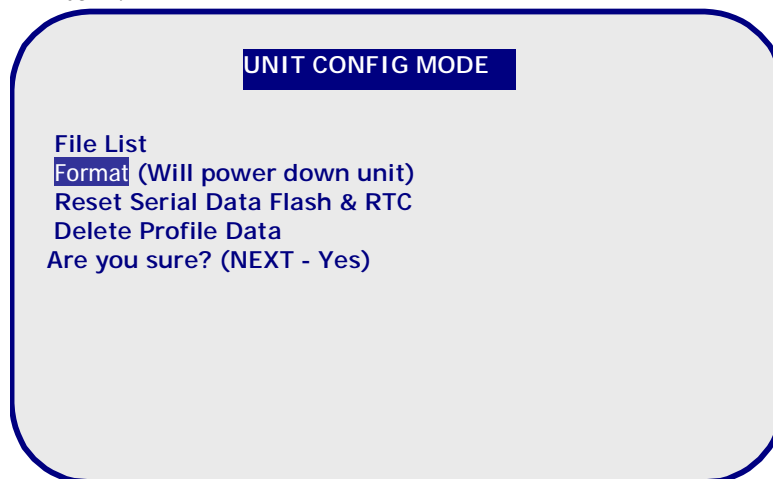 UNIT CONFIG MODE
File List
Format (Will power down unit)
Reset Serial Data Flash & RTC
Delete Profile Data
Are you sure? (NEXT - Yes)